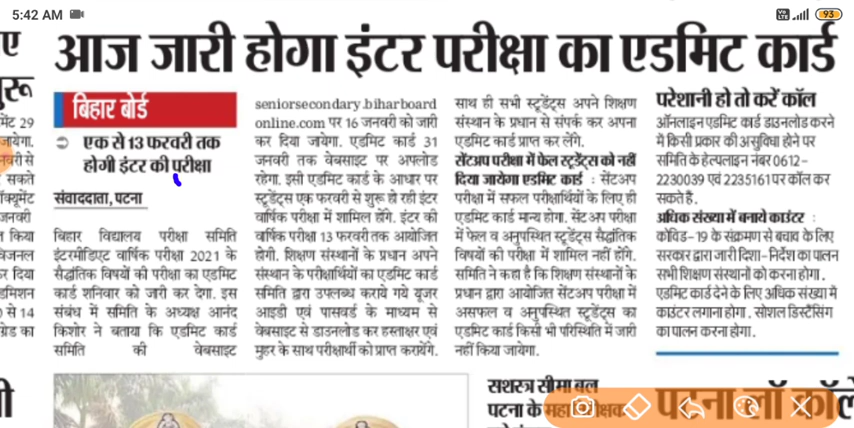 5:42 AM
93
आज जारी होगा इंटर परीक्षा का एडमिट कार्ड
बिहार बोर्ड
एक से 13 फरवरी तक
होगी इंटर की परीक्षा
संवाददाता, पटना
बिहार विद्यालय परीक्षा समिति
इंटरमीडिएट वार्षिक परीक्षा 2021 के
सैद्धांतिक विषयों की परीक्षा का एडमिट
कार्ड शनिवार को जारी कर देगा. इस
संबंध में समिति के अध्यक्ष आनंद
किशोर ने बताया कि एडमिट कार्ड
समिति की वेबसाइट
seniorsecondary.biharboard
online.com पर 16 जनवरी को जारी
कर दिया जायेगा. एडमिट कार्ड 31
जनवरी तक वेबसाइट पर अपलोड
रहेगा. इसी एडमिट कार्ड के आधार पर
स्टूडेंट्स एक फरवरी से शुरू हो रही इंटर
वार्षिक परीक्षा में शामिल होंगे. इंटर की
वार्षिक परीक्षा 13 फरवरी तक आयोजित
होगी. शिक्षण संस्थानों के प्रधान अपने
संस्थान के परीक्षार्थियों का एडमिट कार्ड
समिति द्वारा उपलब्ध कराये गये यूजर
आइडी एवं पासवर्ड के माध्यम से
वेबसाइट से डाउनलोड कर हस्ताक्षर एवं
मुहर के साथ परीक्षार्थी को प्राप्त करायेंगे.
साथ ही सभी स्टूडेंट्स अपने शिक्षण
संस्थान के प्रधान से संपर्क कर अपना
एडमिट कार्ड प्राप्त कर लेंगे.
सेंटअप परीक्षा में फेल स्टूडेंट्स को नहीं
दिया जायेगा एडमिट कार्ड : सेंटअप
परीक्षा में सफल परीक्षार्थियों के लिए ही
एडमिट कार्ड मान्य होगा. सेंट अप परीक्षा
में फेल व अनुपस्थित स्टूडेंट्स सैद्धांतिक
विषयों की परीक्षा में शामिल नहीं होंगे.
समिति ने कहा है कि शिक्षण संस्थानों के
प्रधान द्वारा आयोजित सेंटअप परीक्षा में
असफल व अनुपस्थित स्टूडेंट्स का
एडमिट कार्ड किसी भी परिस्थिति में जारी
नहीं किया जायेगा.
परेशानी हो तो करें कॉल
ऑनलाइन एडमिट कार्ड डाउनलोड करने
में किसी प्रकार की असुविधा होने पर
समिति के हेल्पलाइन नंबर 0612-
2230039 एवं 2235161 पर कॉल कर
सकते है.
अधिक संख्या में बनाये काउंटर :
कोविड-19 के संक्रमण से बचाव के लिए
सरकार द्वारा जारी दिशा-निर्देश का पालन
सभी शिक्षण संस्थानों को करना होगा.
एडमिट कार्ड देने के लिए अधिक संख्या में
काउंटर लगाना होगा. सोशल डिस्टैंसिंग
का पालन करना होगा.
सशस्त्र सीमा बल
पटना के
पटना लॉ